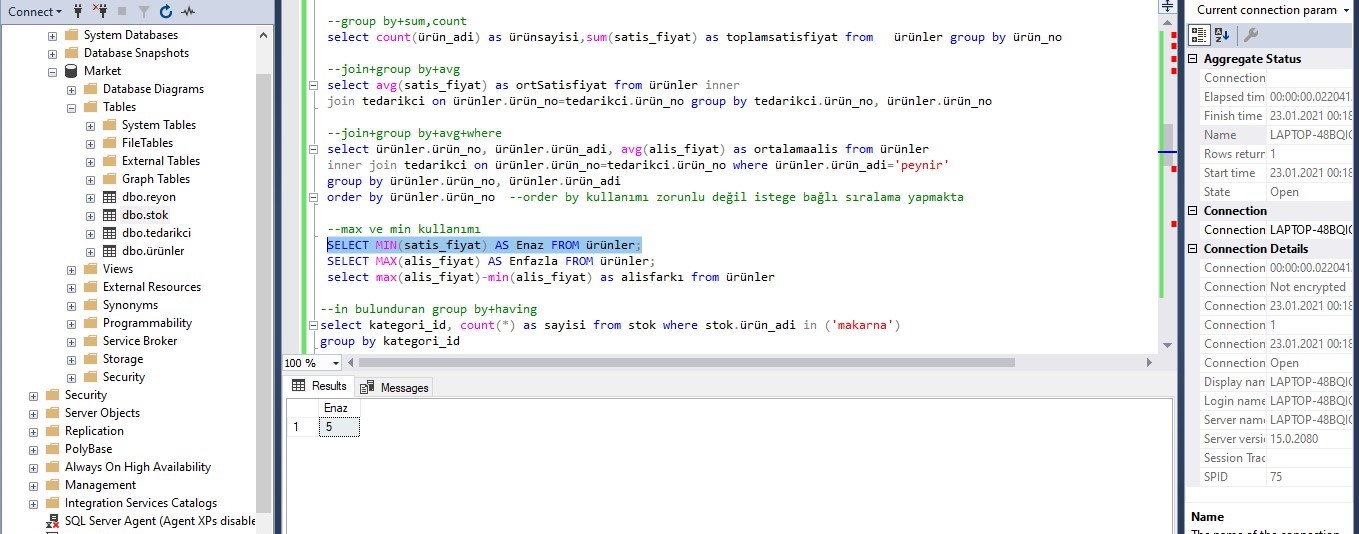 Connect
System Databases
Database Snapshots
Market
Database Diagrams
Tables
System Tables
FileTables
External Tables
Graph Tables
dbo.reyon
dbo.stok
dbo.tedarikci
dbo.ürünler
Views
External Resources
Synonyms
Programmability
Service Broker
Storage
Security
Security
Server Objects
Replication
PolyBase
Always On High Availability
Management
Integration Services Catalogs
SQL Server Agent (Agent XPs disable
--group by+sum,count
select count(ürün_adi) as ürünsayisi,sum(satis_fiyat) as toplamsatisfiyat from ürünler group by ürün_no
--join+group by+avg
select avg(satis_fiyat) as ortSatisfiyat from ürünler inner
join tedarikci on ürünler.ürün_no=tedarikci.ürün_no group by tedarikci.ürün_no, ürünler.ürün_no
--join+group by+avg+where
select ürünler.ürün_no, ürünler.ürün_adi, avg(alis_fiyat) as ortalamaalis from ürünler
inner join tedarikci on ürünler.ürün_no=tedarikci.ürün_no where ürünler.ürün_adi='peynir'
group by ürünler.ürün_no, ürünler.ürün_adi
order by ürünler.ürün_no --order by kullanımı zorunlu değil istege bağlı sıralama yapmakta
--max ve min kullanımı
SELECT MIN(satis_fiyat) AS Enaz FROM ürünler;
SELECT MAX(alis_fiyat) AS Enfazla FROM ürünler;
select max(alis_fiyat)-min(alis_fiyat) as alisfarkı from ürünler
--in bulunduran group by+having
select kategori_id, count(*) as sayisi from stok where stok.ürün_adi in ('makarna')
group by kategori_id
100 %
Results Messages
Enaz
1 5
Current connection param
Aggregate Status
Connection
Elapsed tim 00:00:00.022041
Finish time 23.01.2021 00:18
Name LAPTOP-48BQIC
Rows returr 1
Start time 23.01.2021 00:18
State Open
Connection
Connection LAPTOP-48BQIC
Connection Details
Connection 00:00:00.022041
Connection Not encrypted
Connection 23.01.2021 00:18
Connection 1
Connection 23.01.2021 00:18
Connection Open
Display nan LAPTOP-48BQIC
Login name LAPTOP-48BQIC
Server name LAPTOP-48BQIC
Server versi 15.0.2080
Session Trac
SPID 75
Name
The name of the connection